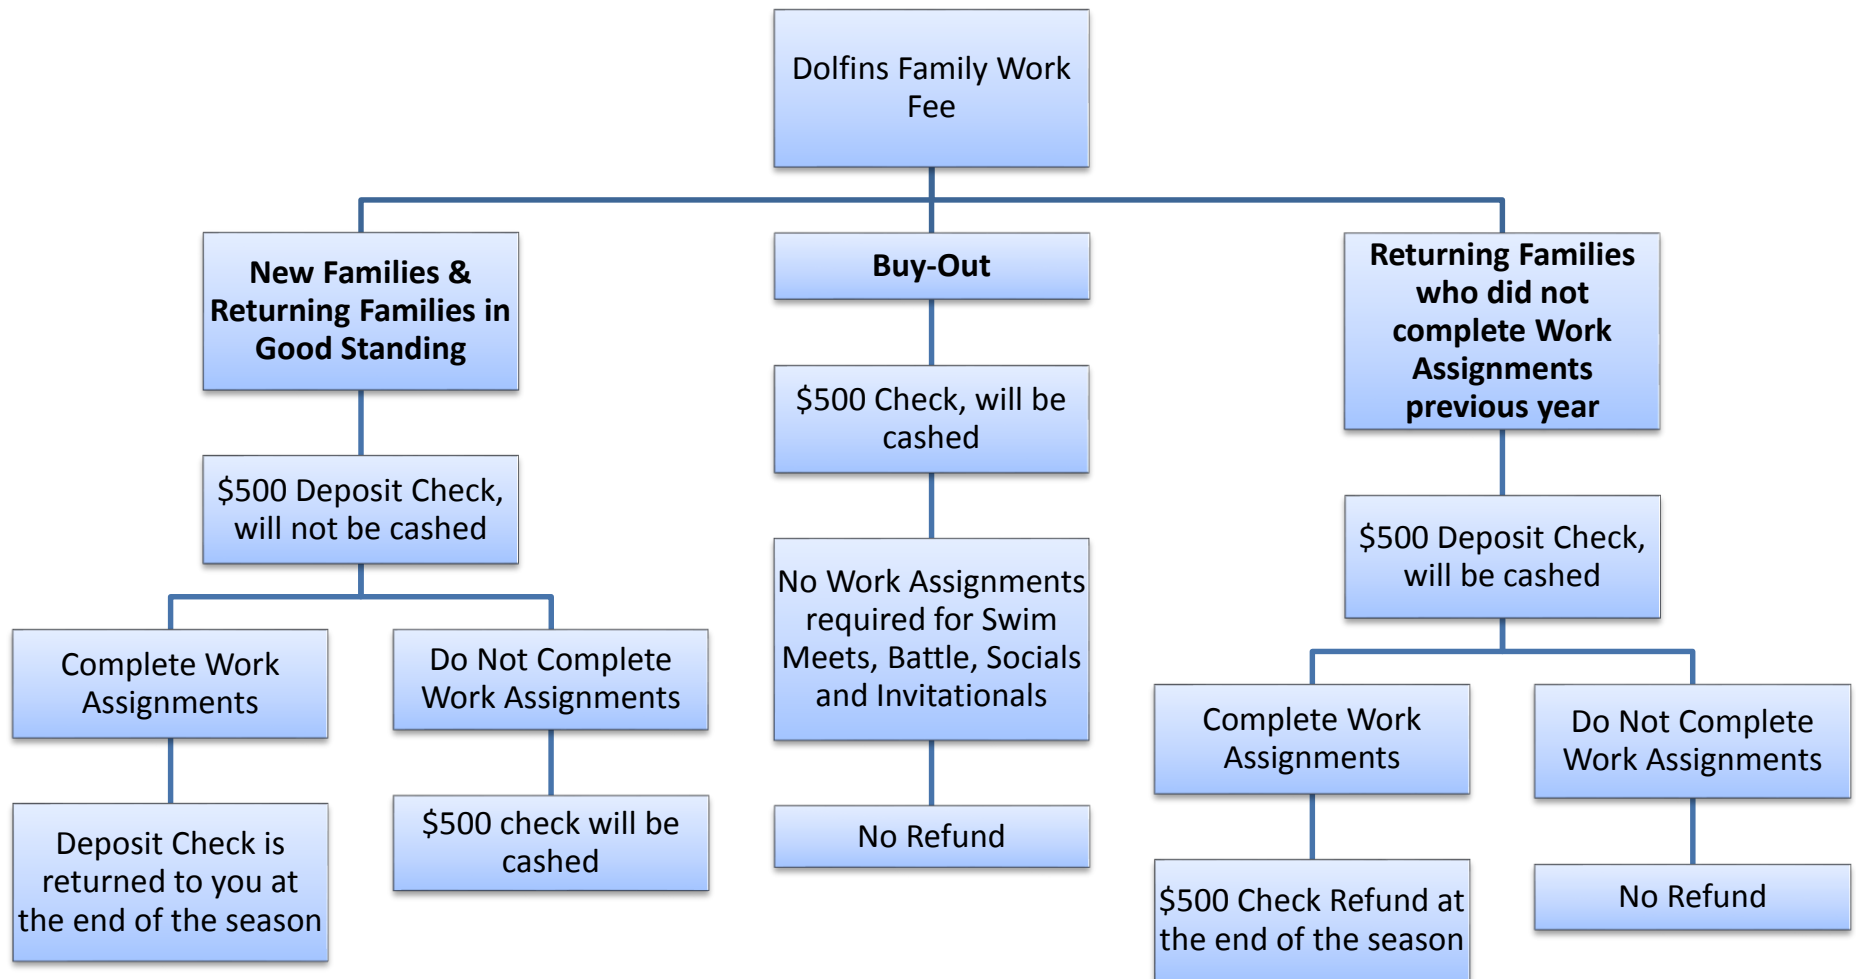 Dolfins Family Work
Fee
New Families &
Returning Families in
Good Standing
$500 Deposit Check,
will not be cashed
Complete Work
Assignments
Deposit Check is
returned to you at
the end of the season
Do Not Complete
Work Assignments
$500 check will be
cashed
Buy-Out
$500 Check, will be
cashed
No Work Assignments
required for Swim
Meets, Battle, Socials
and Invitationals
No Refund
Returning Families
who did not
complete Work
Assignments
previous year
$500 Deposit Check,
will be cashed
Complete Work
Assignments
$500 Check Refund at
the end of the season
Do Not Complete
Work Assignments
No Refund